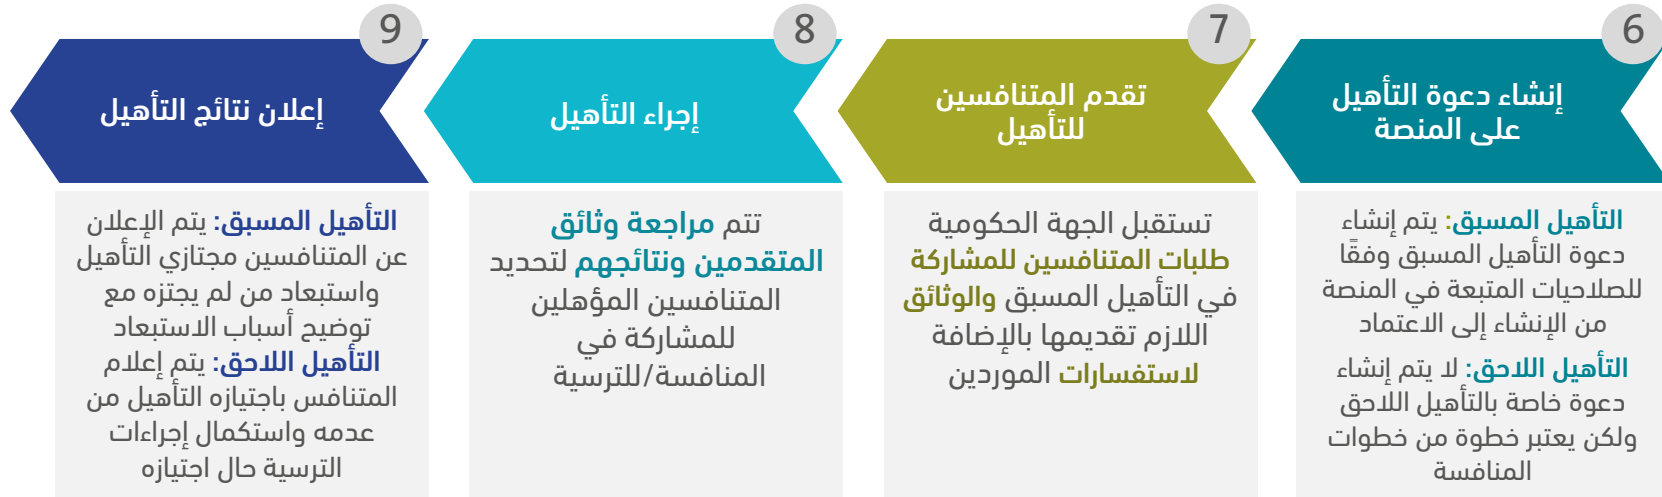 6
إنشاء دعوة التأهيل
على المنصة
التأهيل المسبق: يتم إنشاء
دعوة التأهيل المسبق وفقًا
للصلاحيات المتبعة في المنصة
من الإنشاء إلى الاعتماد
التأهيل اللاحق: لا يتم إنشاء
دعوة خاصة بالتأهيل اللاحق
ولكن يعتبر خطوة من خطوات
المنافسة
7
تقدم المتنافسين
للتأهيل
تستقبل الجهة الحكومية
طلبات المتنافسين للمشاركة
في التأهيل المسبق والوثائق
اللازم تقديمها بالإضافة
لاستفسارات الموردين
8
إجراء التأهيل
تتم مراجعة وثائق
المتقدمين ونتائجهم لتحديد
المتنافسين المؤهلين
للمشاركة في
المنافسة/للترسية
9
إعلان نتائج التأهيل
التأهيل المسبق: يتم الإعلان
عن المتنافسين مجتازي التأهيل
واستبعاد من لم يجتزه مع
توضيح أسباب الاستبعاد
التأهيل اللاحق: يتم إعلام
المتنافس باجتيازه التأهيل من
عدمه واستكمال إجراءات
الترسية حال اجتيازه